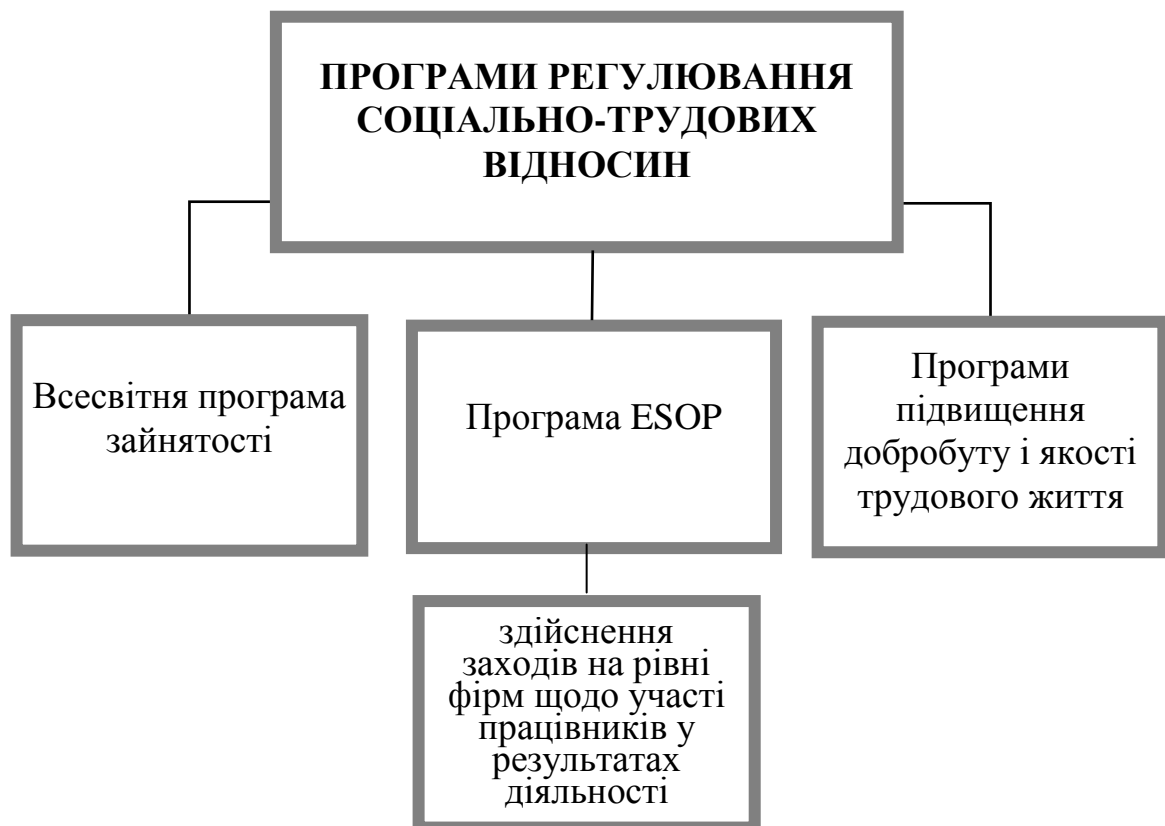 ПРОГРАМИ РЕГУЛЮВАННЯ
СОЦІАЛЬНО-ТРУДОВИХ
ВІДНОСИН
Всесвітня програма
зайнятості
Програма ESOP
Програми
підвищення
добробуту і якості
трудового життя
здійснення
заходів на рівні
фірм щодо участі
працівників у
результатах
діяльності